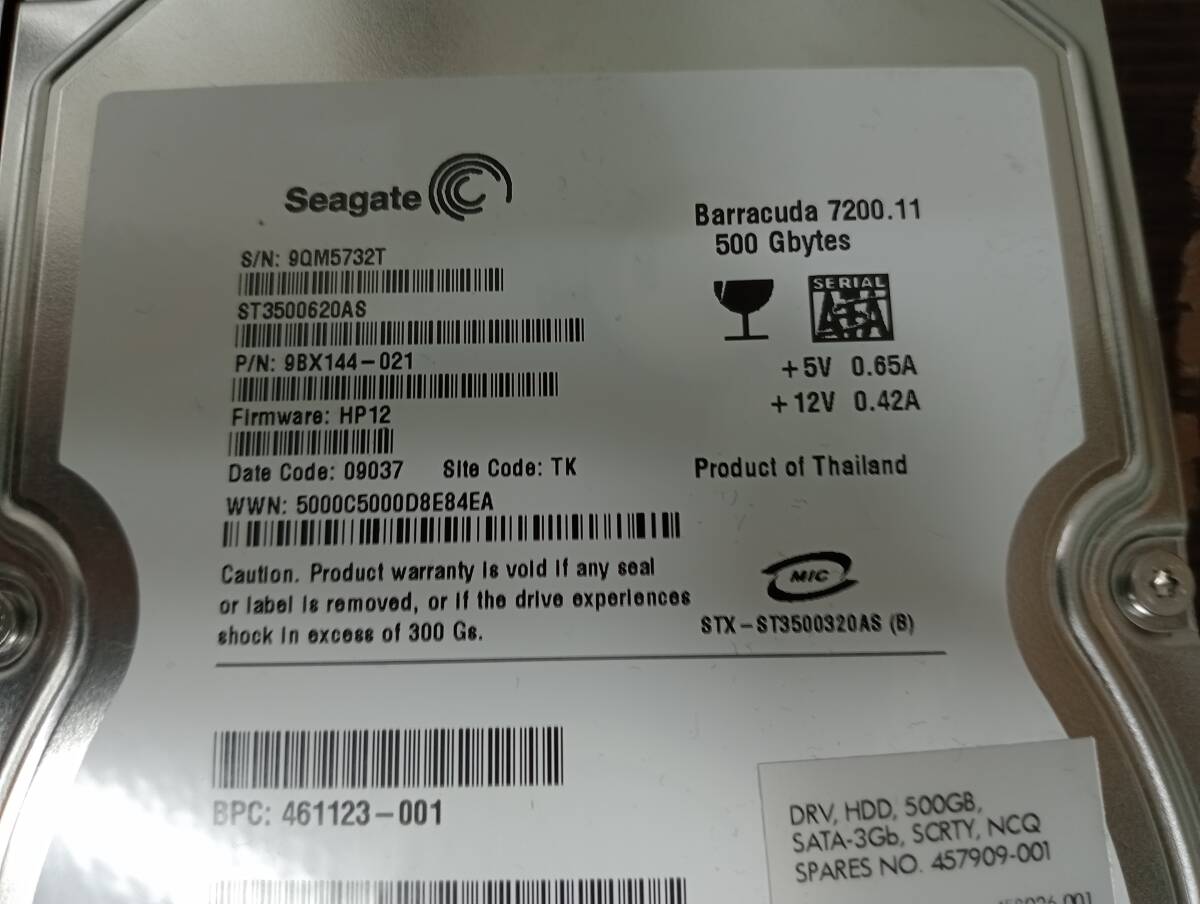 Seagate
S/N: 9QM5732T
ST3500620AS
P/N: 9BX144-021
Firmware: HP12
Date Code: 09037 Site Code: TK
WWN: 5000C5000D8E84EA
Caution. Product warranty is void if any seal
or label is removed, or if the drive experiences
shock in excess of 300 Gs.
Barracuda 7200.11
500 Gbytes
SERIAL
ATA
+5V 0.65A
+12V 0.42A
Product of Thailand
MIC
STX-ST3500320AS (B)
BPC: 461123-001
DRV, HDD, 500GB,
SATA-3Gb, SCRTY, NCQ
SPARES NO. 457909-001